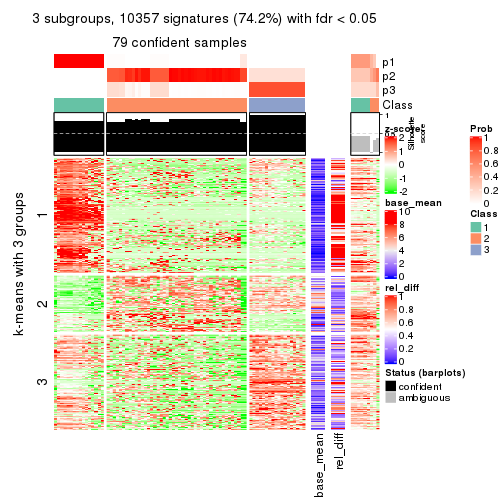 3 subgroups, 10357 signatures (74.2%) with fdr < 0.05
79 confident samples
p1
p2
p3
Class
1
Silhouette
score
k-means with 3 groups
1
2
3
base_mean
rel_diff
z-score
2
1
0
-1
-2
base_mean
10
8
6
4
2
0
rel_diff
1
0.8
0.6
0.4
0.2
0
Status (barplots)
confident
ambiguous
Prob
1
0.8
0.6
0.4
0.2
0
Class
1
2
3